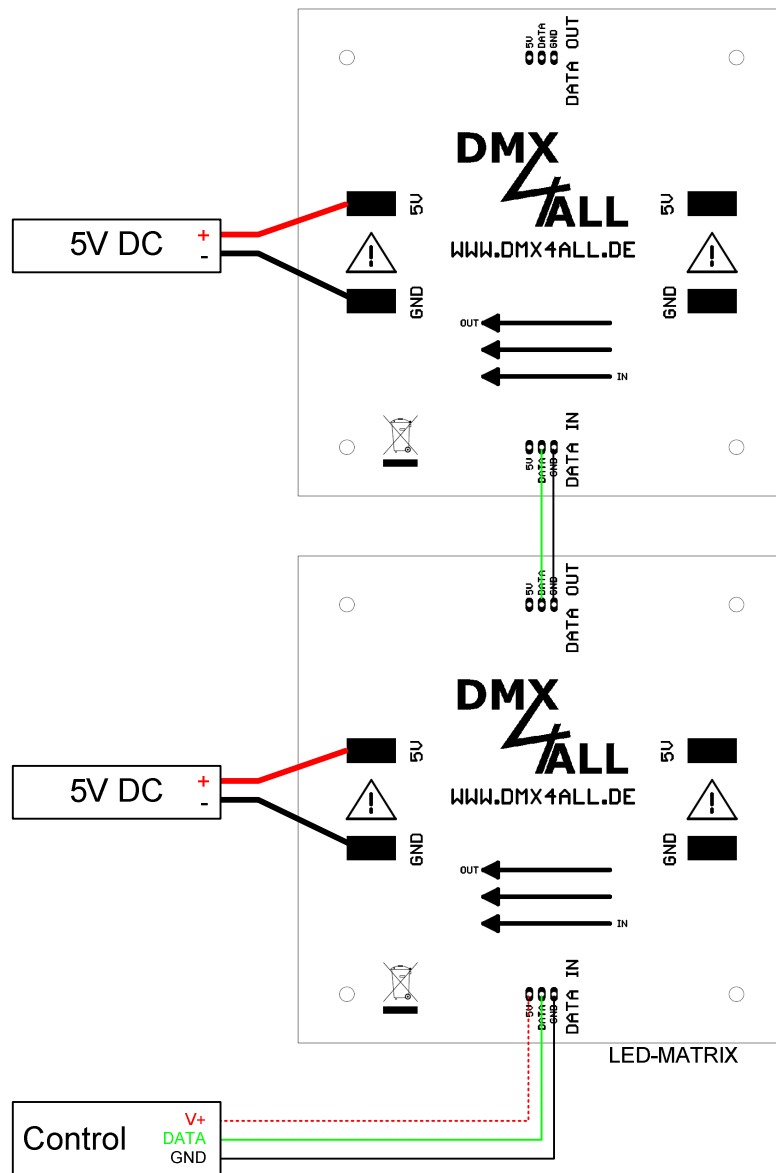 5V
DATA
GND
DATA OUT
DMX
4ALL
WWW.DMX4ALL.DE
5V
GND
5V
GND
5V DC
+
-
OUT
IN
DATA IN
5V
DATA
GND
5V
DATA
GND
DATA OUT
DMX
4ALL
WWW.DMX4ALL.DE
5V
GND
5V
GND
5V DC
+
-
OUT
IN
DATA IN
5V
DATA
GND
LED-MATRIX
Control
V+
DATA
GND